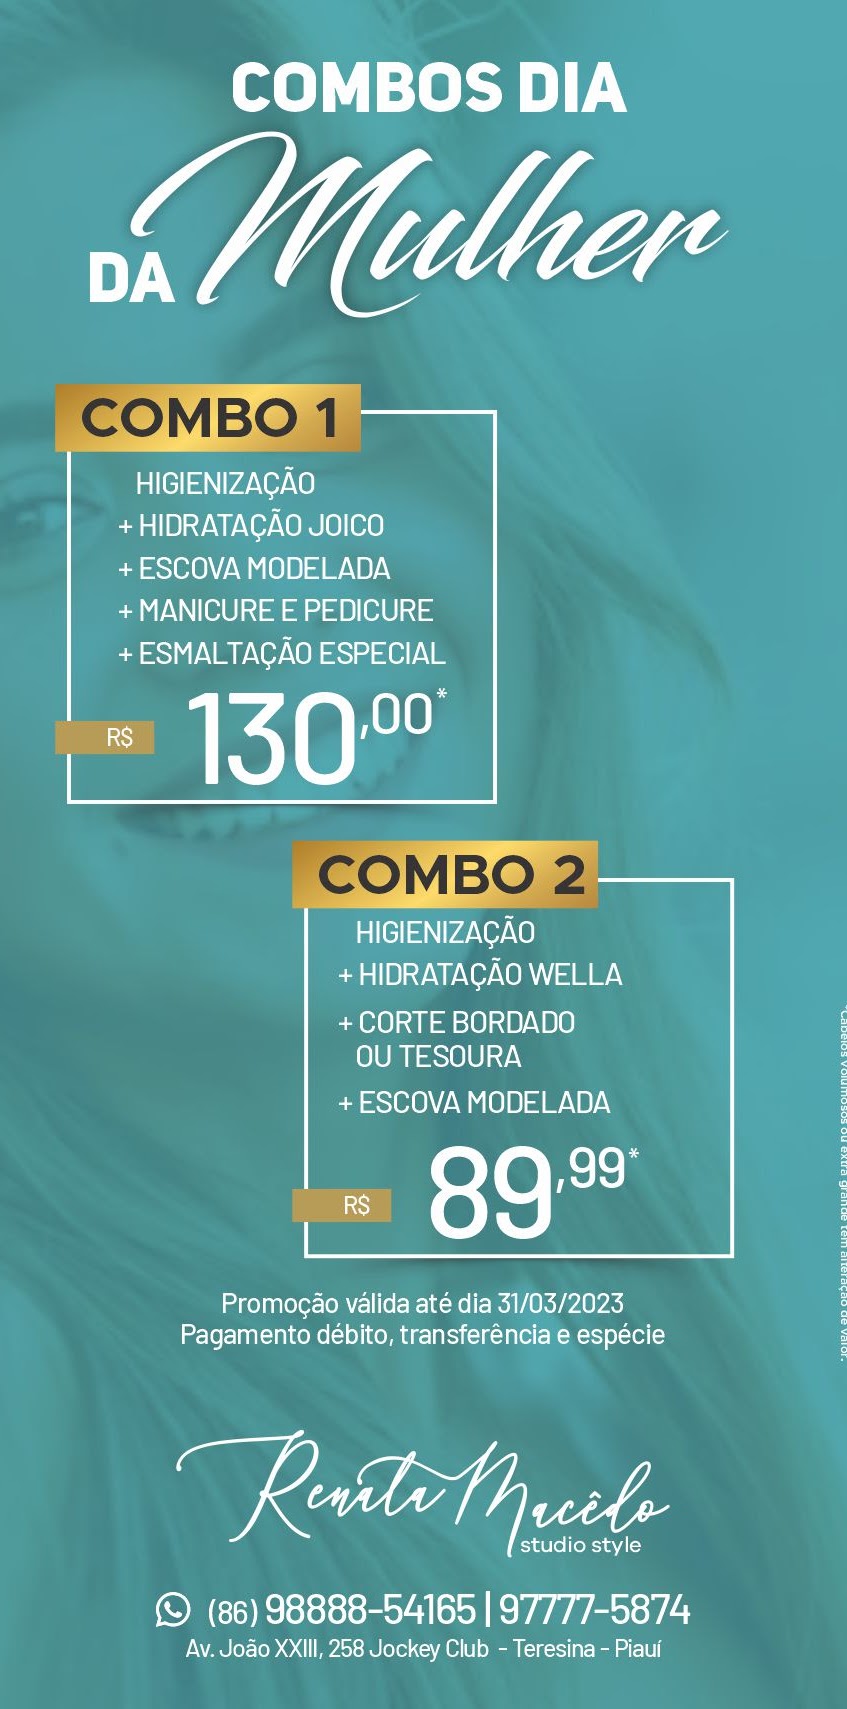 COMBOS DIA
DA Mulher
COMBO 1
HIGIENIZAÇÃO
+ HIDRATAÇÃO JOICO
+ ESCOVA MODELADA
+ MANICURE E PEDICURE
+ ESMALTAÇÃO ESPECIAL
R$ 130,00*
COMBO 2
HIGIENIZAÇÃO
+ HIDRATAÇÃO WELLA
+ CORTE BORDADO
OU TESOURA
+ ESCOVA MODELADA
R$ 89,99*
*Cabelos Volumosos ou extra grande tem alteração de valor.
Promoção válida até dia 31/03/2023
Pagamento débito, transferência e espécie
Renata Macêdo
studio style
(86) 98888-54165 | 97777-5874
Av. João XXIII, 258 Jockey Club - Teresina - Piauí